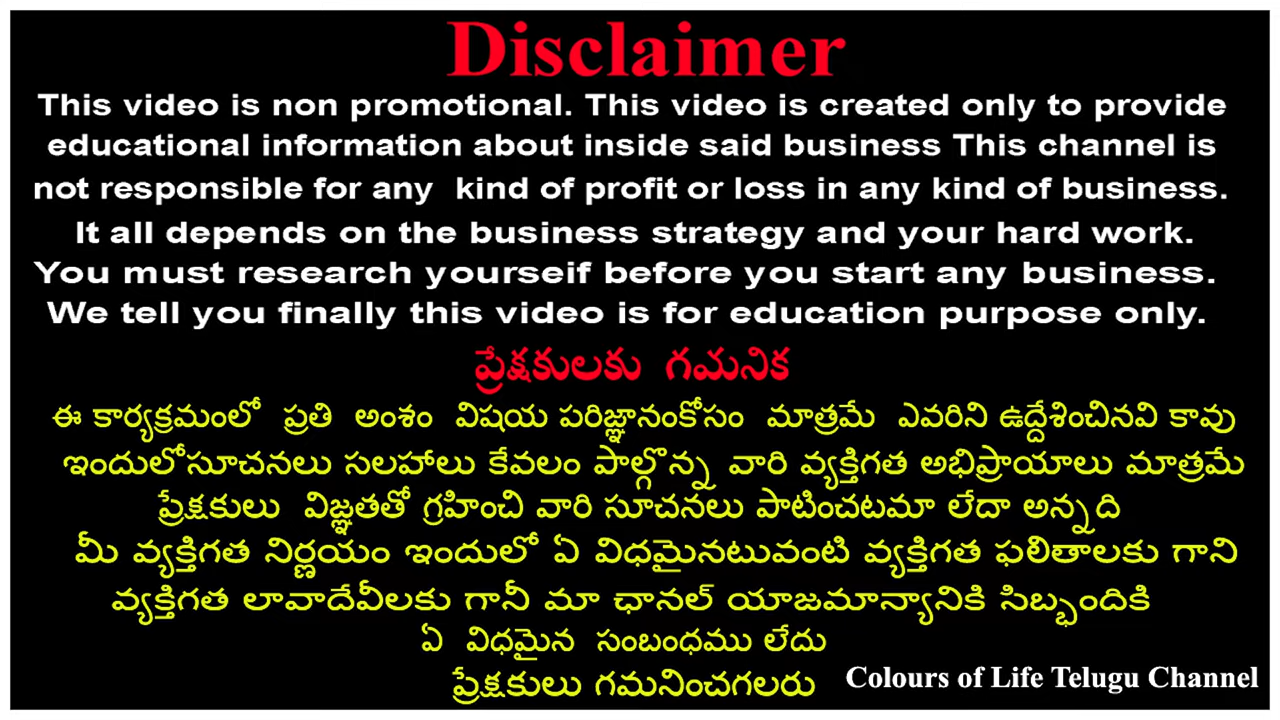 Disclaimer
This video is non promotional. This video is created only to provide
educational information about inside said business This channel is
not responsible for any kind of profit or loss in any kind of business.
It all depends on the business strategy and your hard work.
You must research yourseif before you start any business.
We tell you finally this video is for education purpose only.
ప్రేక్షకులకు గమనిక
ఈ కార్యక్రమంలో ప్రతి అంశం విషయ పరిజ్ఞానంకోసం మాత్రమే ఎవరిని ఉద్దేశించినవి కావు
ఇందులోసూచనలు సలహాలు కేవలం పాల్గొన్న వారి వ్యక్తిగత అభిప్రాయాలు మాత్రమే
ప్రేక్షకులు విజ్ఞతతో గ్రహించి వారి సూచనలు పాటించటమా లేదా అన్నది
మీ వ్యక్తిగత నిర్ణయం ఇందులో ఏ విధమైనటువంటి వ్యక్తిగత ఫలితాలకు గాని
వ్యక్తిగత లావాదేవీలకు గానీ మా ఛానల్ యాజమాన్యానికి సిబ్భందికి
ఏ విధమైన సంబంధము లేదు
ప్రేక్షకులు గమనించగలరు
Colours of Life Telugu Channel